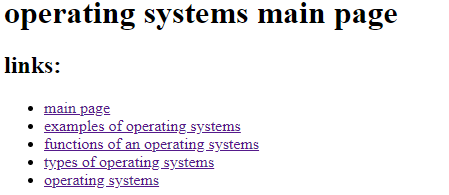 operating systems main page
links:
main page
examples of operating systems
functions of an operating systems
types of operating systems
operating systems